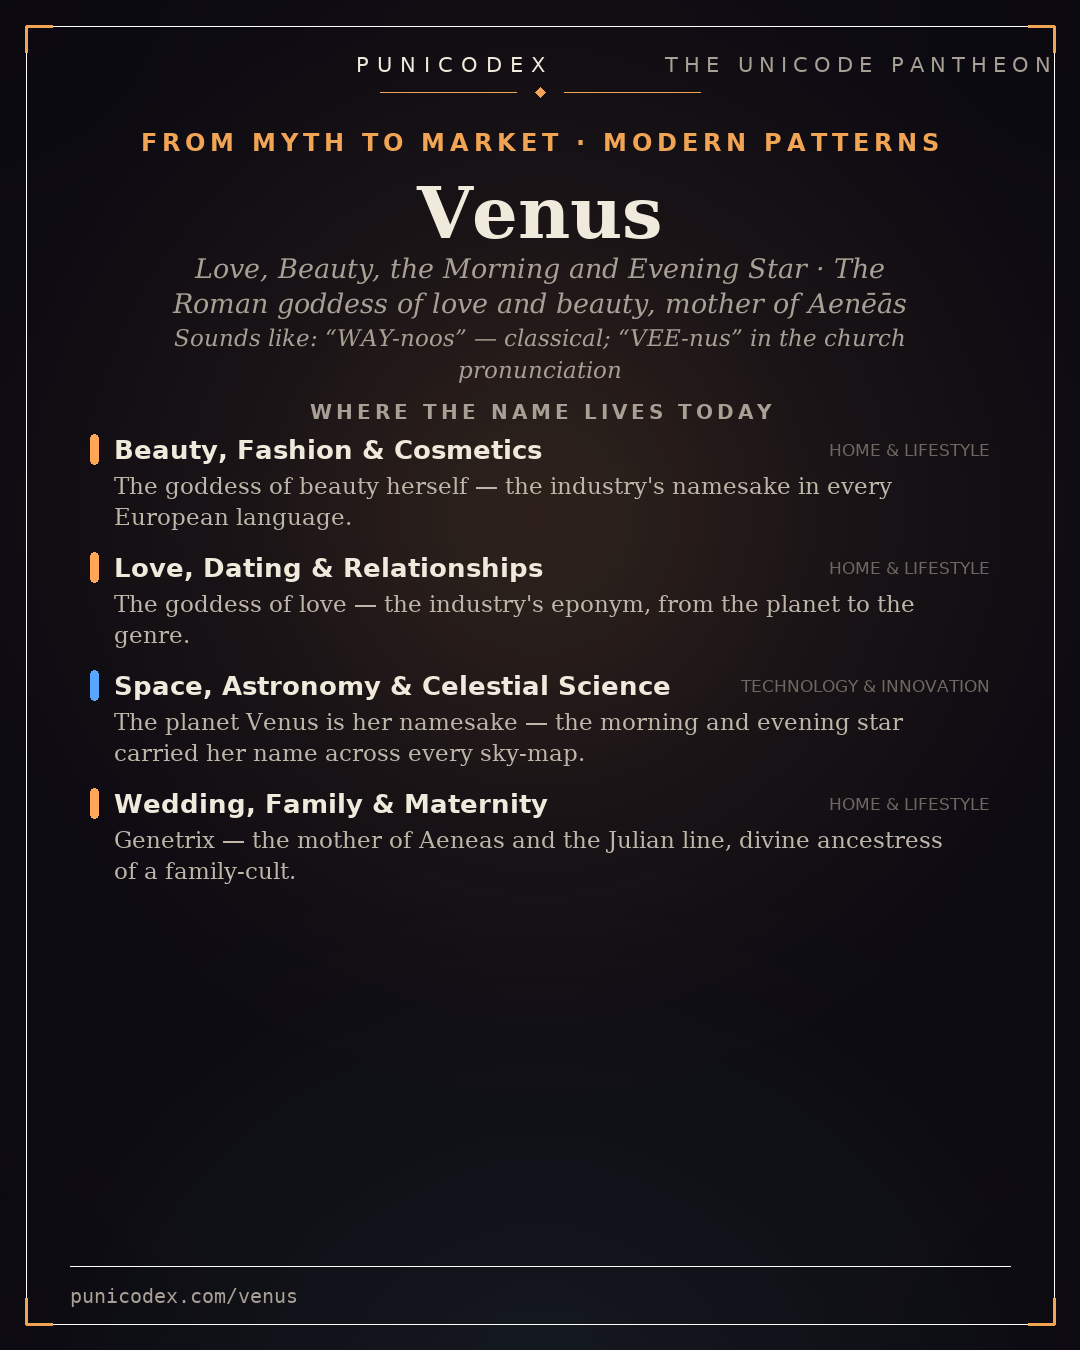 PUNICODEX THE UNICODE PANTHEON
FROM MYTH TO MARKET · MODERN PATTERNS
Venus
Love, Beauty, the Morning and Evening Star · The
Roman goddess of love and beauty, mother of Aenēās
Sounds like: “WAY-noos” — classical; “VEE-nus” in the church
pronunciation
WHERE THE NAME LIVES TODAY
Beauty, Fashion & Cosmetics HOME & LIFESTYLE
The goddess of beauty herself — the industry's namesake in every
European language.
Love, Dating & Relationships HOME & LIFESTYLE
The goddess of love — the industry's eponym, from the planet to the
genre.
Space, Astronomy & Celestial Science TECHNOLOGY & INNOVATION
The planet Venus is her namesake — the morning and evening star
carried her name across every sky-map.
Wedding, Family & Maternity HOME & LIFESTYLE
Genetrix — the mother of Aeneas and the Julian line, divine ancestress
of a family-cult.
punicodex.com/venus